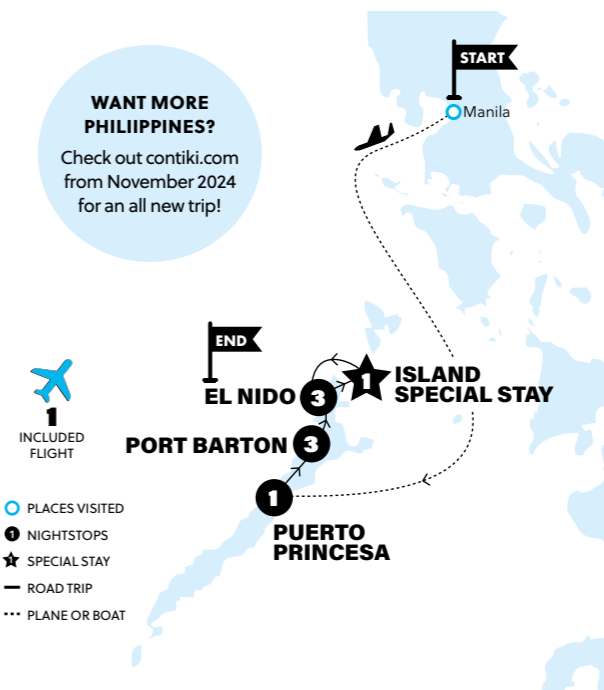 WANT MORE
PHILIIPPINES?
Check out contiki.com
from November 2024
for an all new trip!
START
Manila
END
EL NIDO
3
1
ISLAND
SPECIAL STAY
PORT BARTON
3
1
PUERTO
PRINCESA
1
INCLUDED
FLIGHT
PLACES VISITED
1 NIGHTSTOPS
1 SPECIAL STAY
ROAD TRIP
PLANE OR BOAT